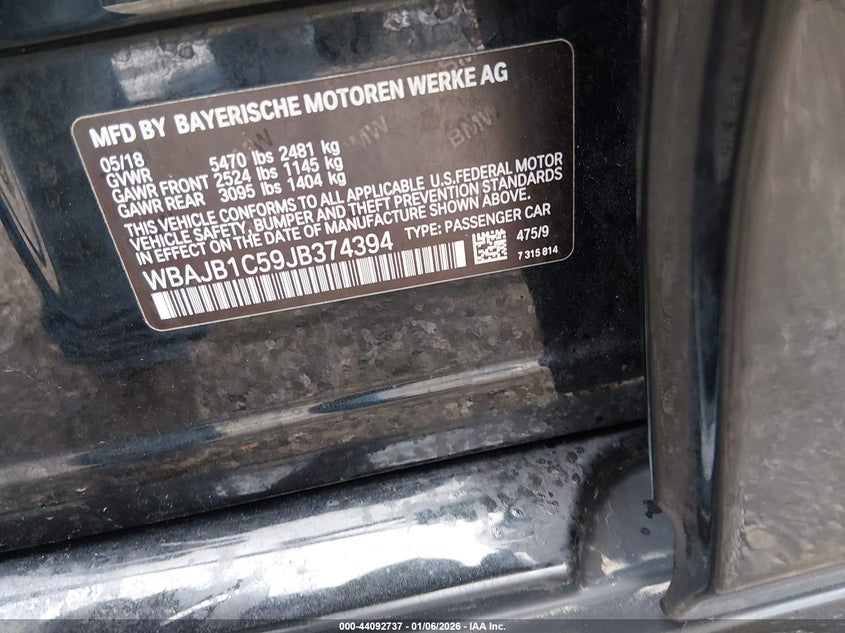 MFD BY BAYERISCHE MOTOREN WERKE AG
05/18
GVWR 5470 lbs 2481 kg
GAWR FRONT 2524 lbs 1145 kg
GAWR REAR 3095 lbs 1404 kg
THIS VEHICLE CONFORMS TO ALL APPLICABLE U.S.FEDERAL MOTOR
VEHICLE SAFETY, BUMPER AND THEFT PREVENTION STANDARDS
IN EFFECT ON THE DATE OF MANUFACTURE SHOWN ABOVE.
WBAJB1C59JB374394 TYPE: PASSENGER CAR
475/9
7 315 814
BMW
BMW
000-44092737 - 01/06/2026 - IAA Inc.